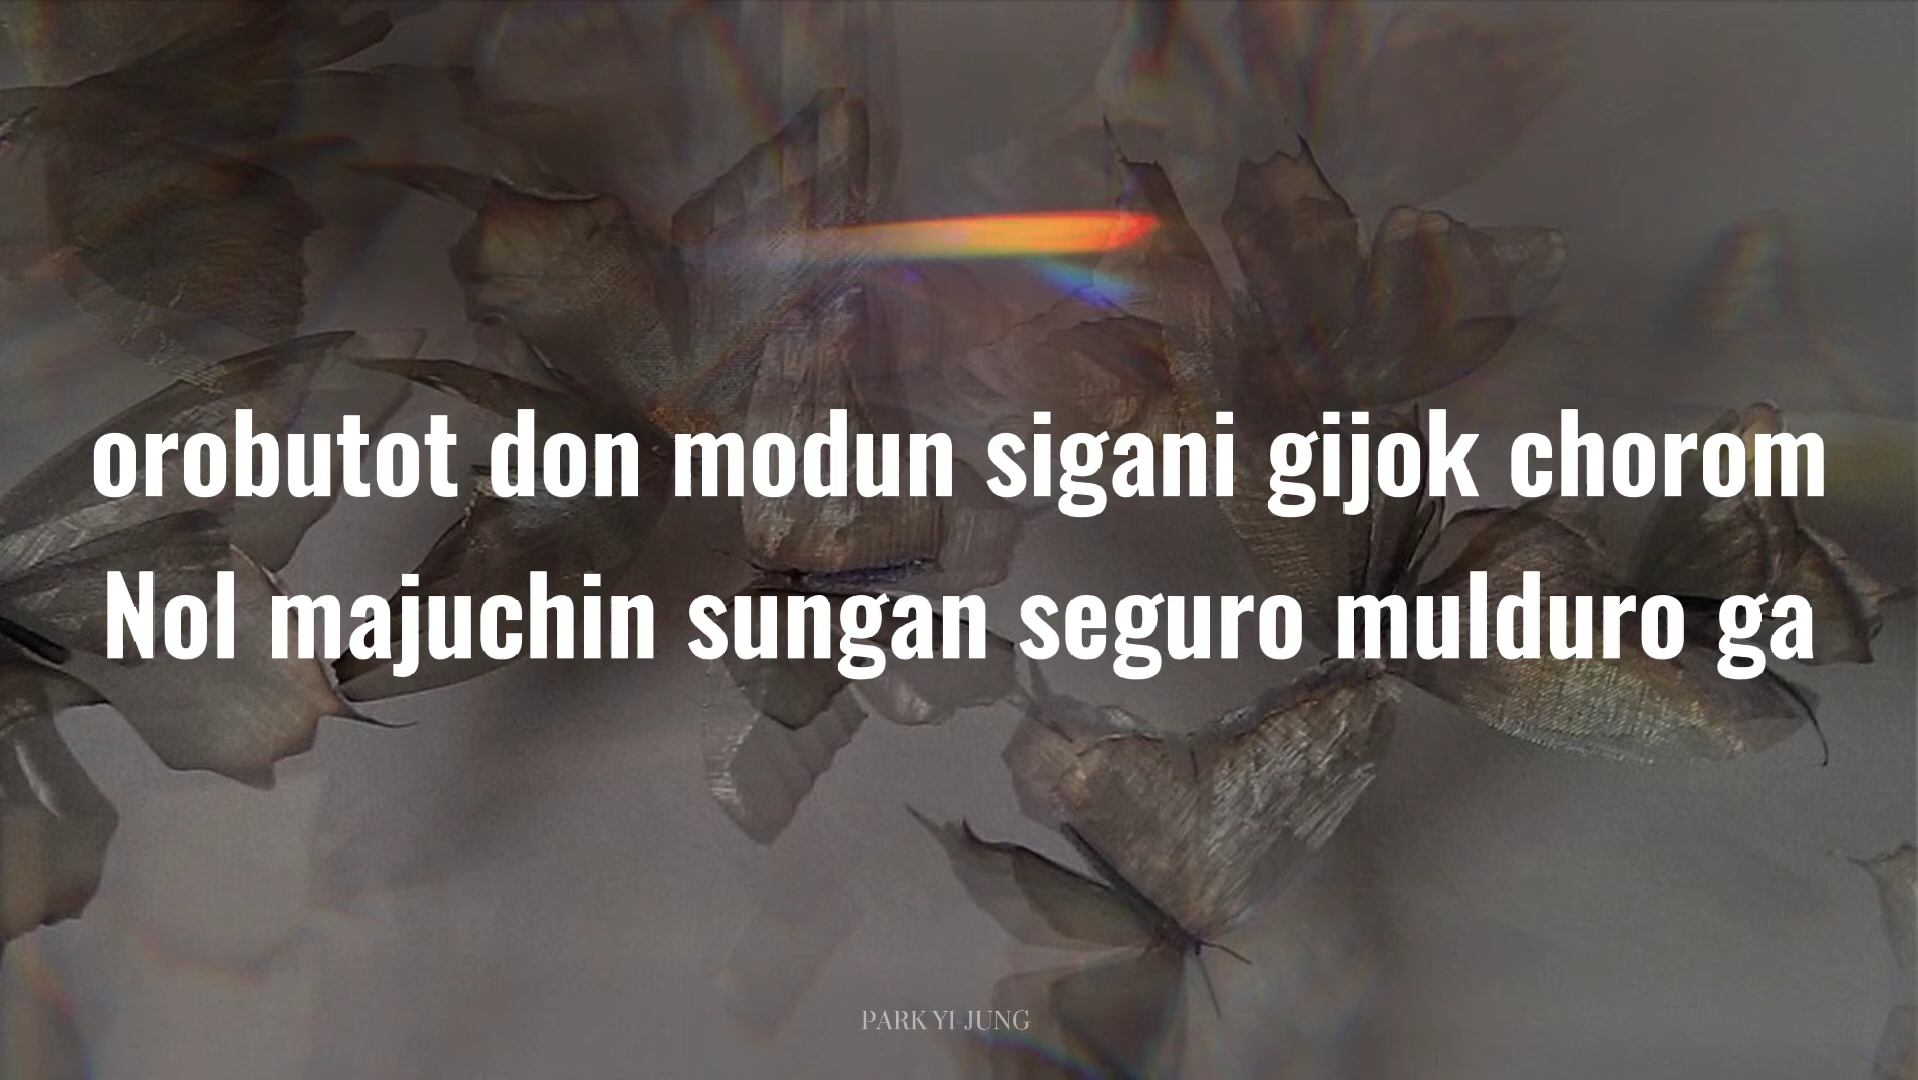 orobutot don modun sigani gijok chorom
Nol majuchin sungan seguro mulduro ga
PARK YI-JUNG